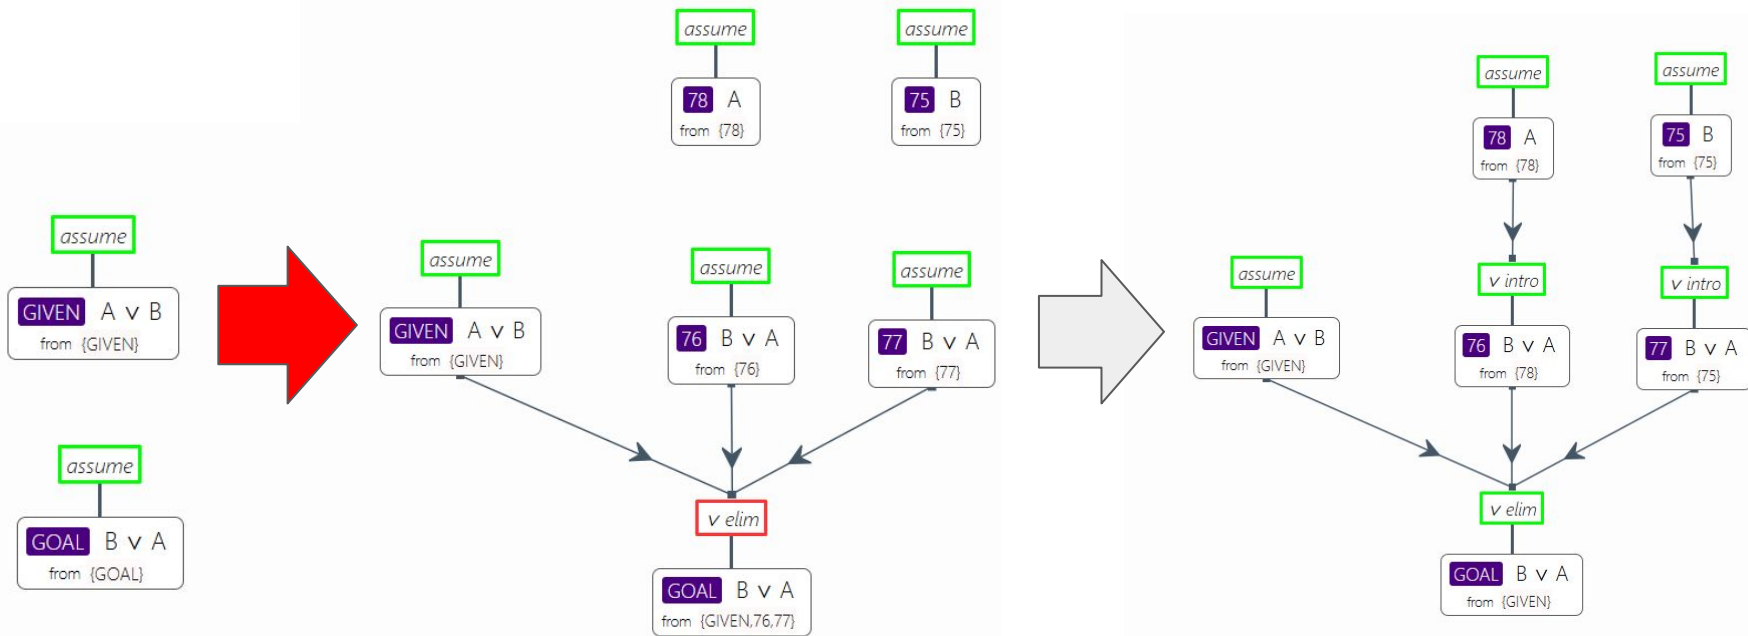 assume
GIVEN A ∨ B
from {GIVEN}
assume
GOAL B ∨ A
from {GOAL}
assume
78 A
from {78}
assume
75 B
from {75}
assume
GIVEN A ∨ B
from {GIVEN}
assume
76 B ∨ A
from {76}
assume
77 B ∨ A
from {77}
∨ elim
GOAL B ∨ A
from {GIVEN,76,77}
assume
78 A
from {78}
assume
75 B
from {75}
assume
GIVEN A ∨ B
from {GIVEN}
∨ intro
76 B ∨ A
from {78}
∨ intro
77 B ∨ A
from {75}
∨ elim
GOAL B ∨ A
from {GIVEN}